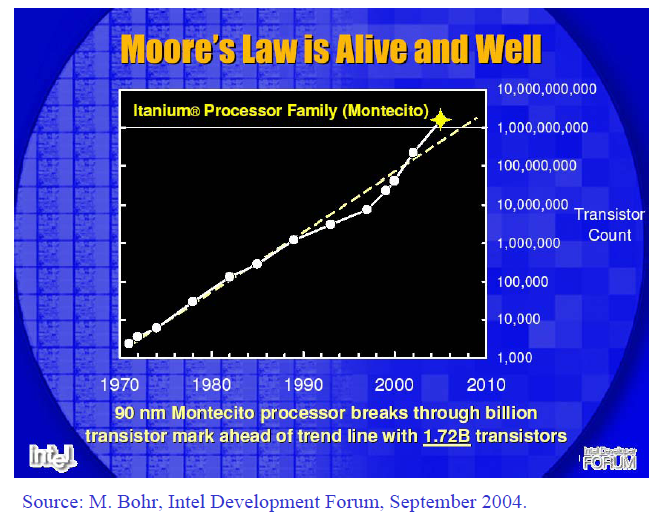 Moore's Law is Alive and Well
Itanium® Processor Family (Montecito)
10,000,000,000
1,000,000,000
100,000,000
10,000,000
1,000,000
100,000
10,000
1,000
Transistor
Count
1970 1980 1990 2000 2010
90 nm Montecito processor breaks through billion
transistor mark ahead of trend line with 1.72B transistors
intel
Intel Developer
FORUM
Source: M. Bohr, Intel Development Forum, September 2004.